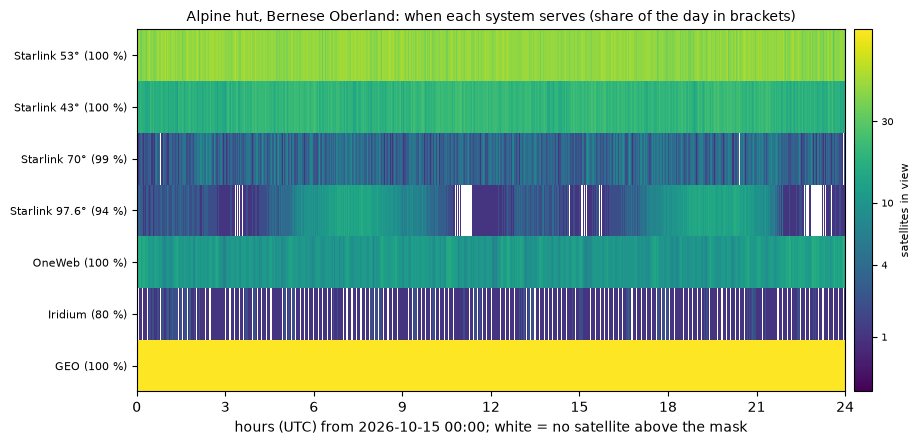 Alpine hut, Bernese Oberland: when each system serves (share of the day in brackets)
Starlink 53° (100 %)
Starlink 43° (100 %)
Starlink 70° (99 %)
Starlink 97.6° (94 %)
OneWeb (100 %)
Iridium (80 %)
GEO (100 %)
0 3 6 9 12 15 18 21 24
hours (UTC) from 2026-10-15 00:00; white = no satellite above the mask
30
10
4
1
satellites in view